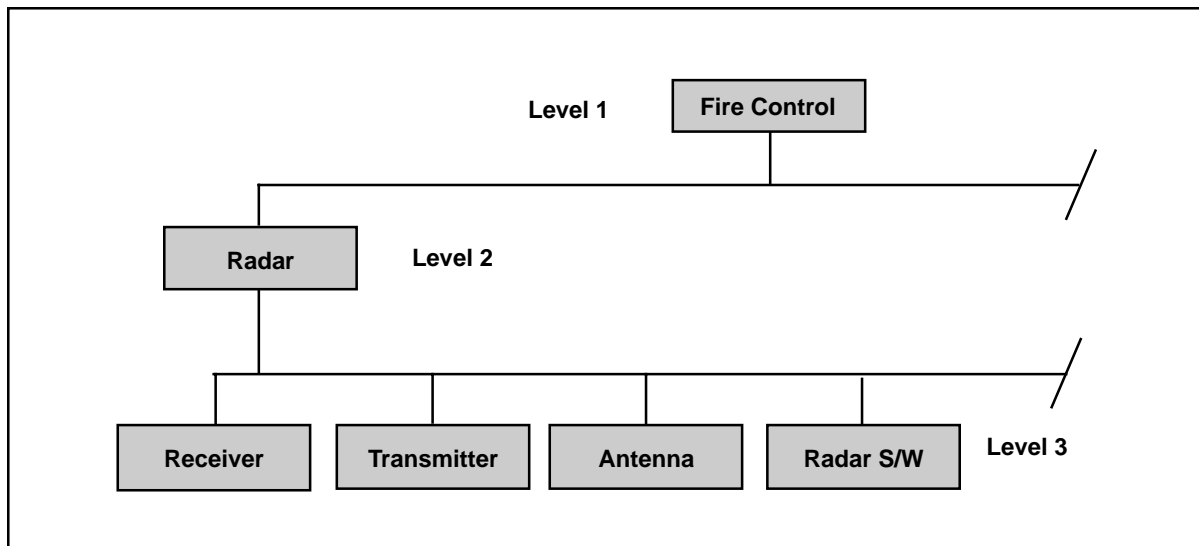 Level 1
Fire Control
Radar
Level 2
Receiver
Transmitter
Antenna
Radar S/W
Level 3